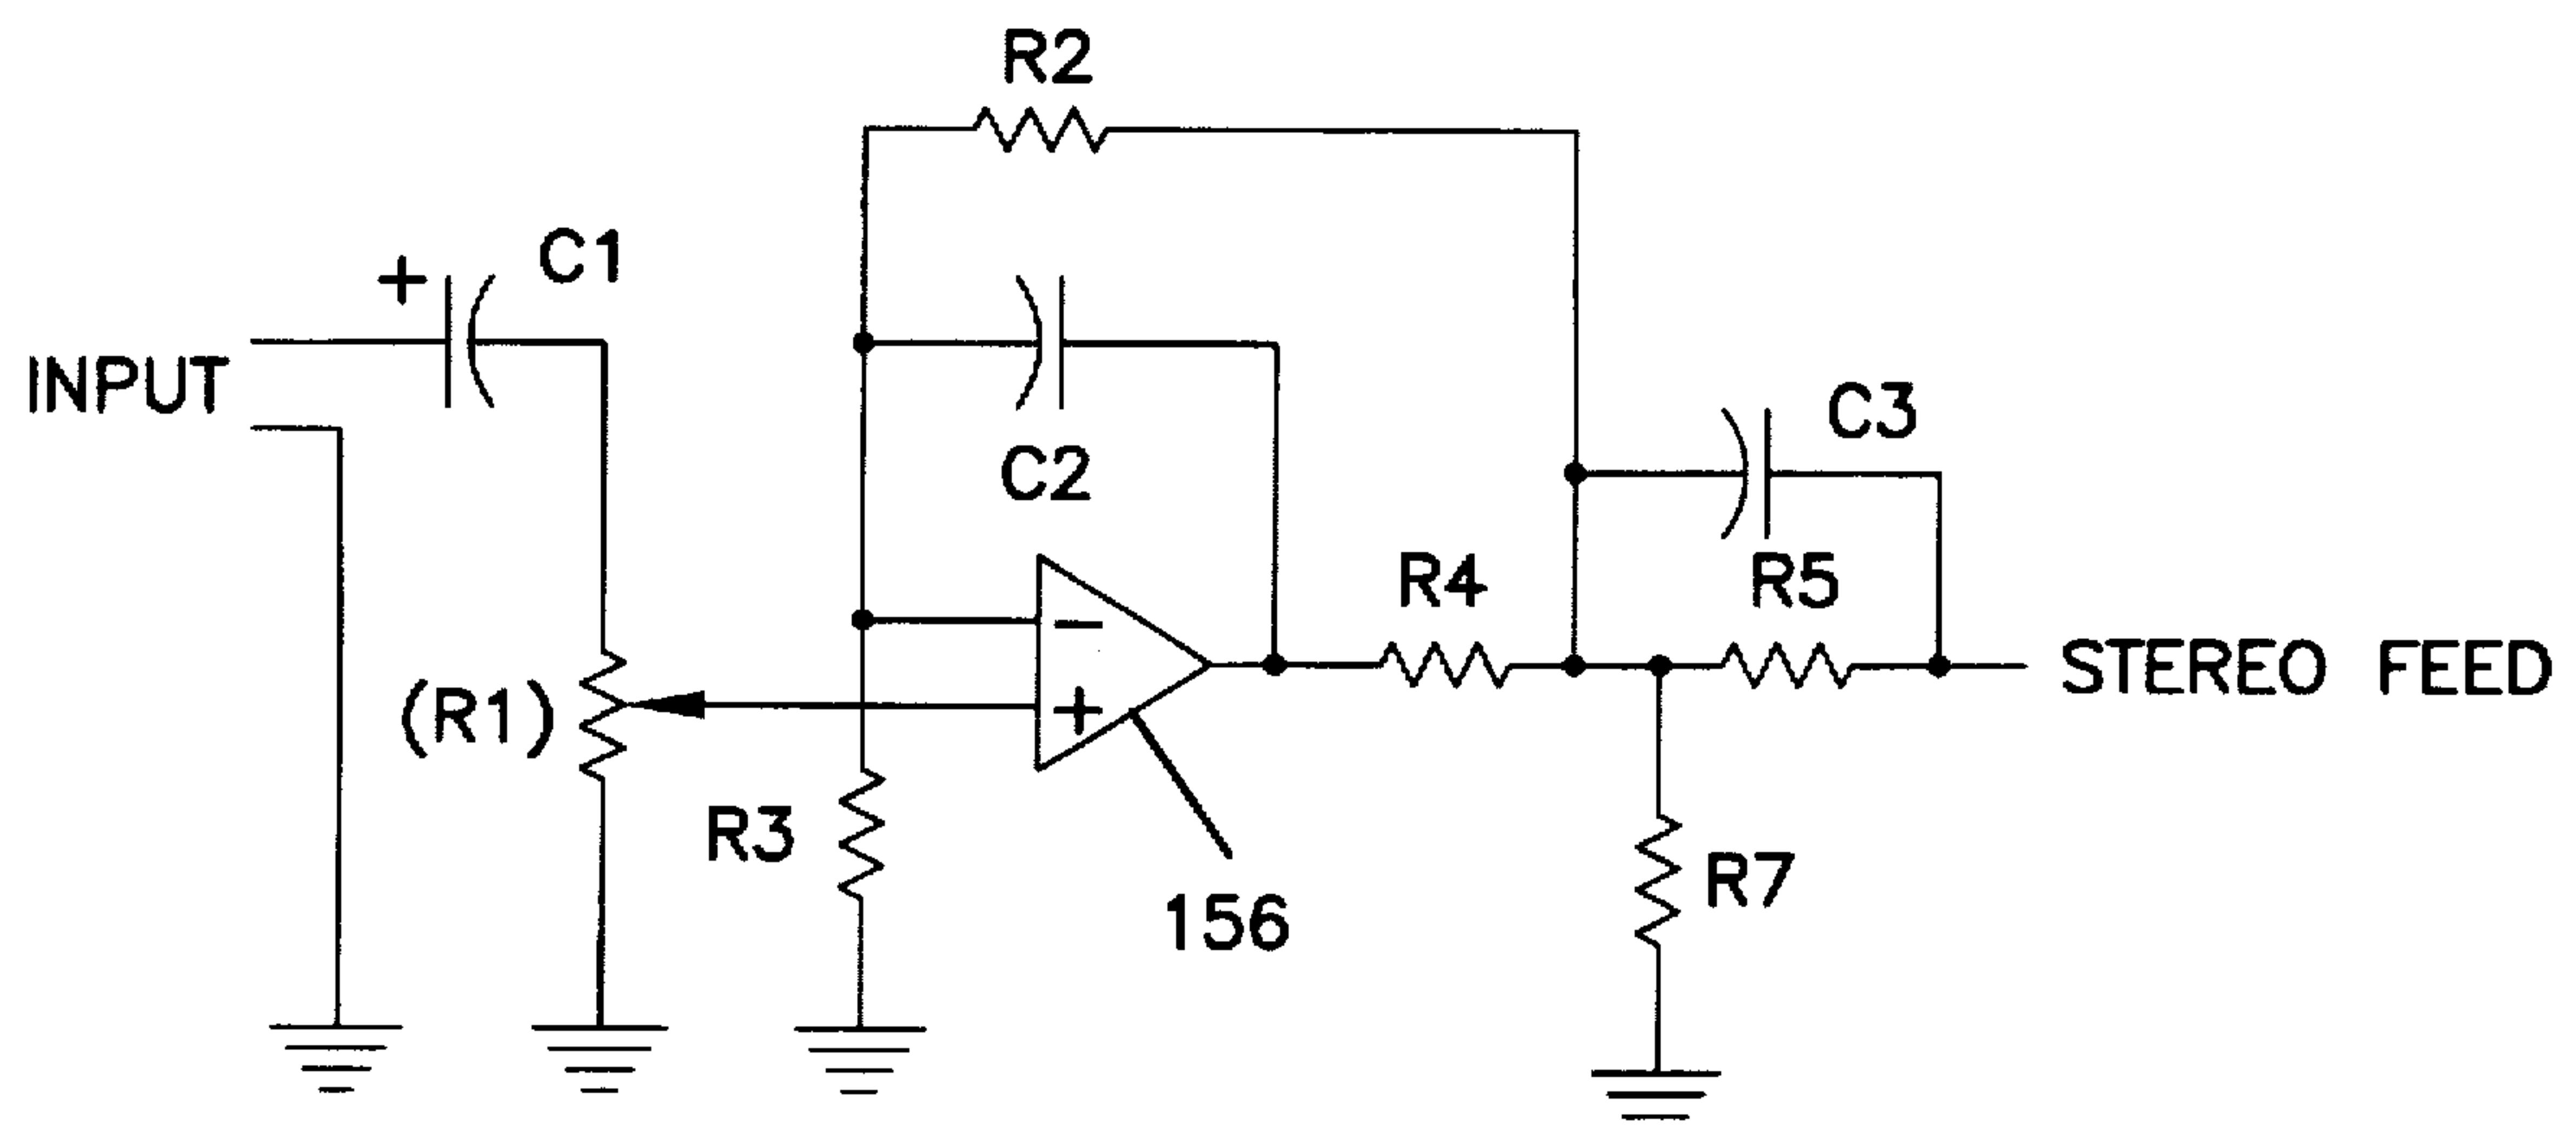 R2
+ C1
INPUT
C2
C3
R4
R5
STEREO FEED
−
(R1)
+
R3
R7
156